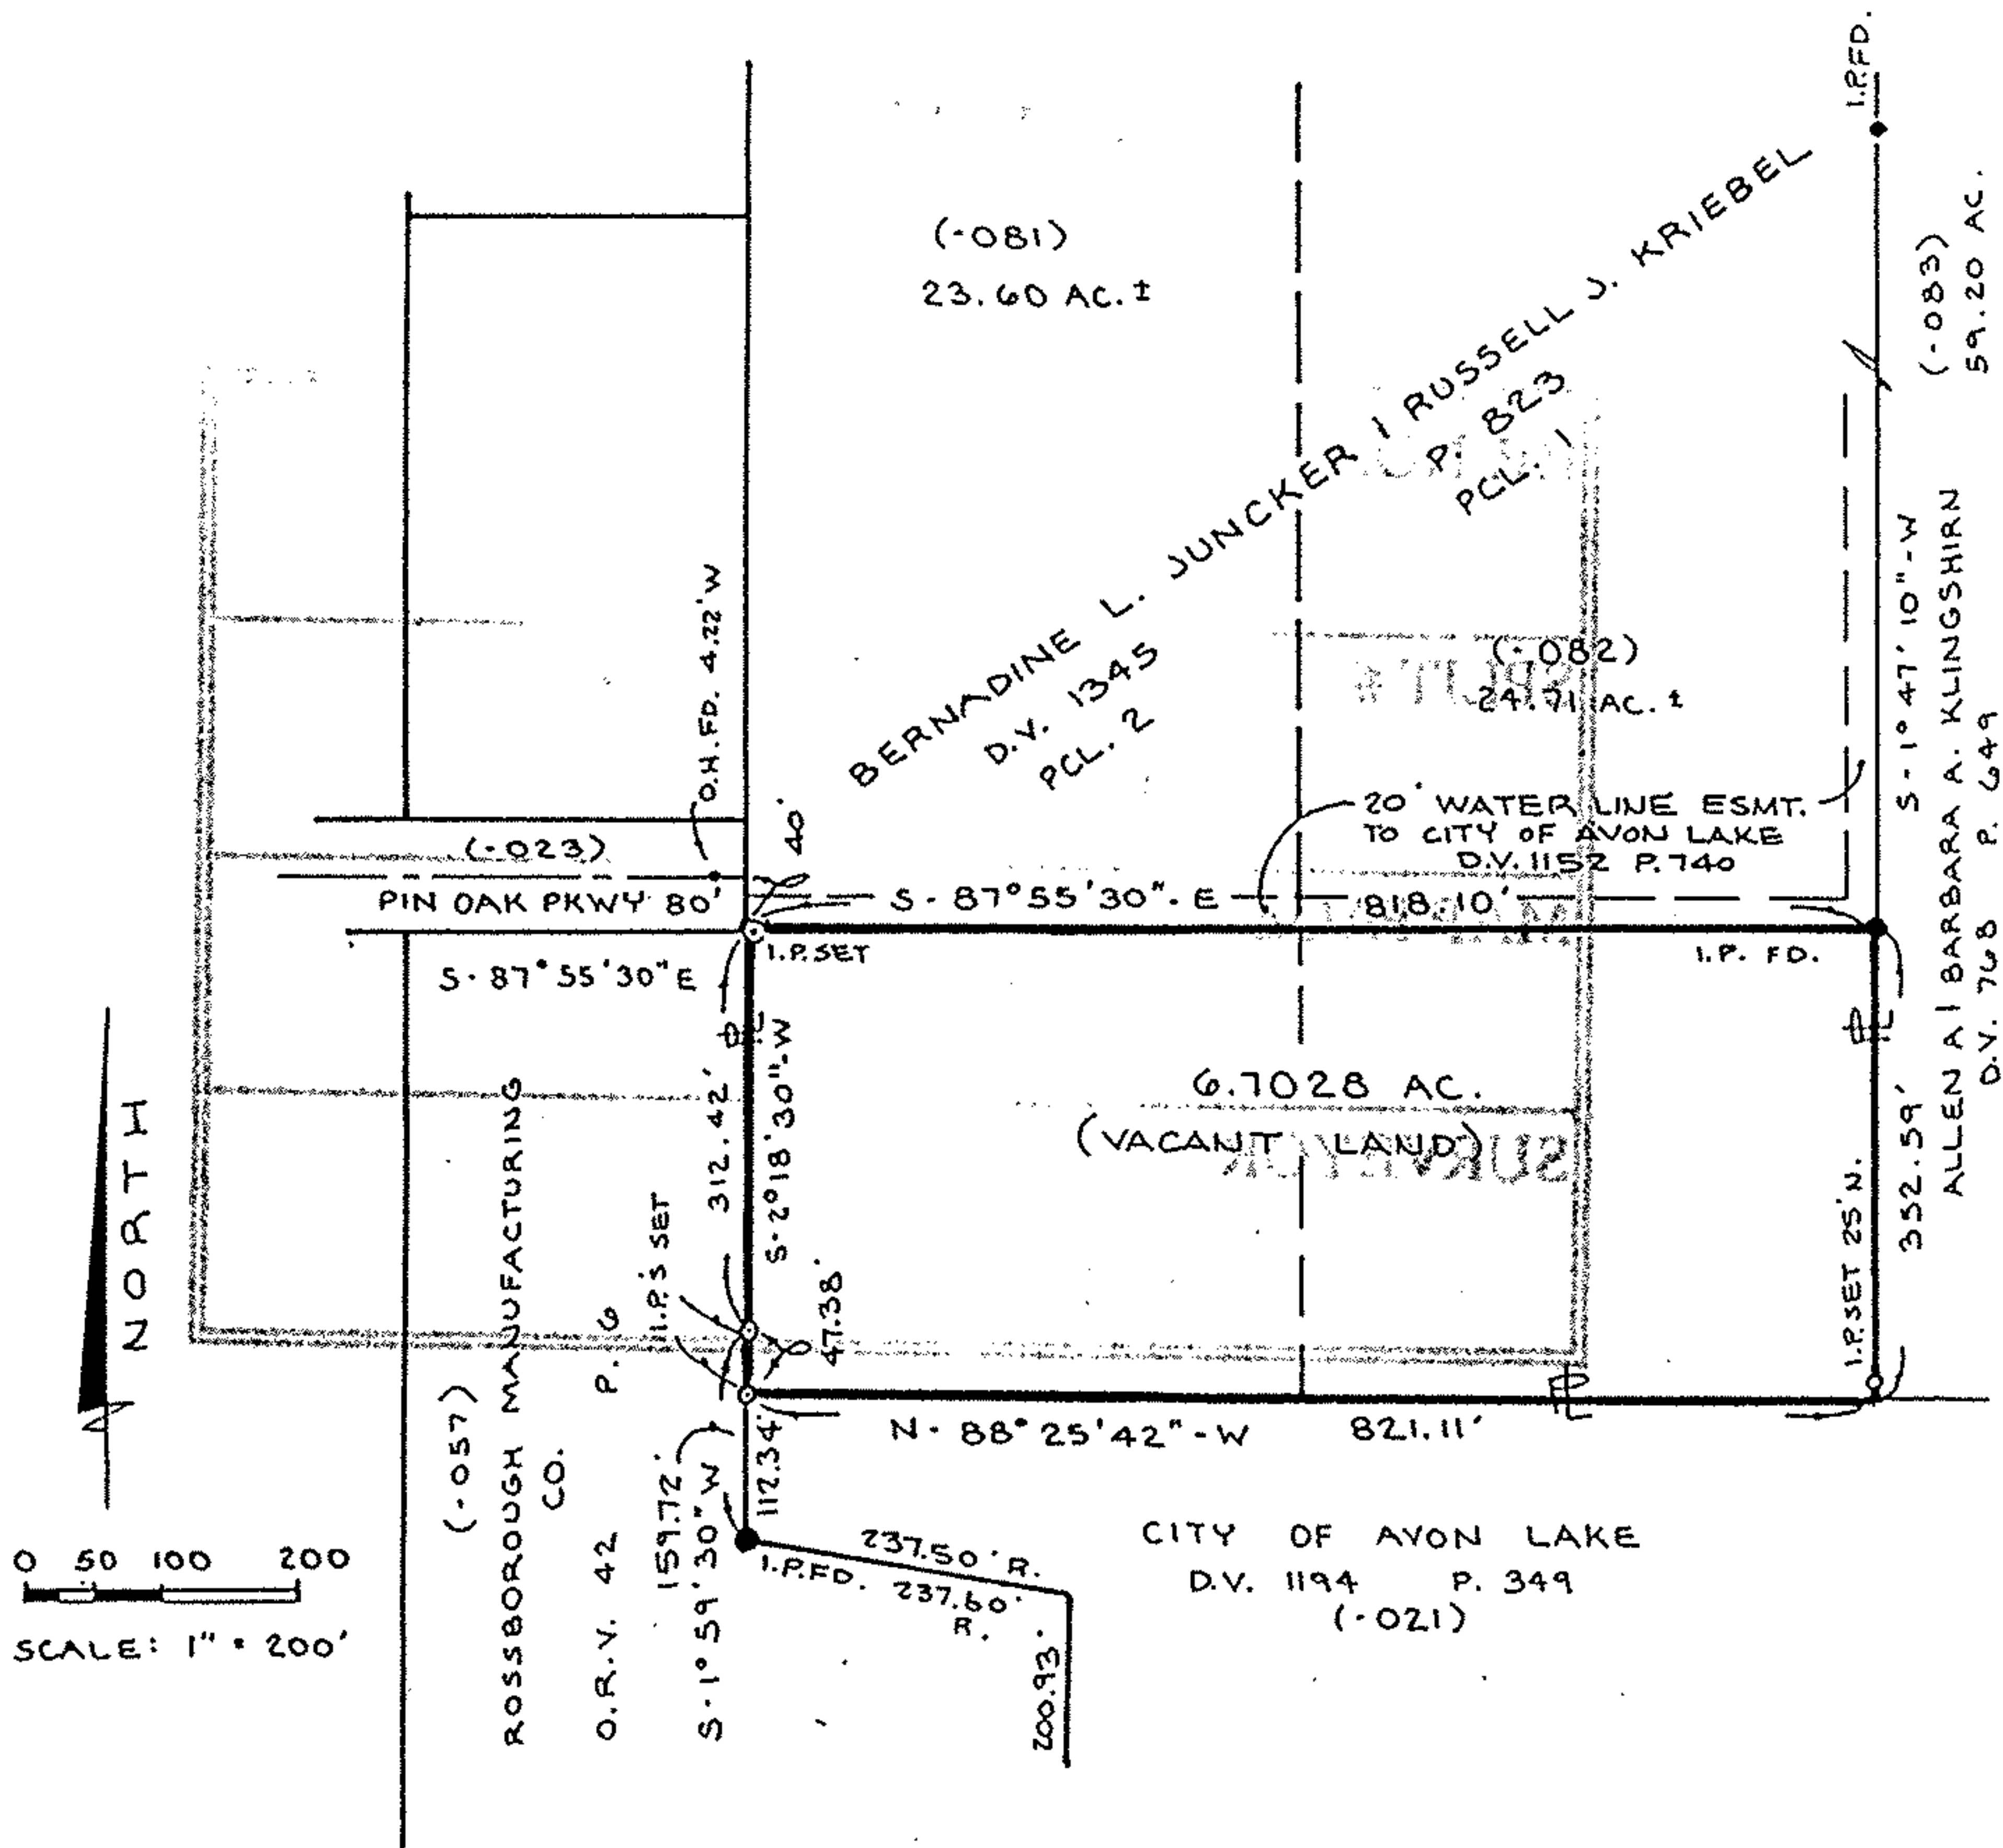 I.P.FD.
(-081)
23.60 AC. ±
BERNADINE L. JUNCKER / RUSSELL J. KRIEBEL
D.V. 1345 P. 823
PCL. 2 PCL. 1
(-083)
59.20 AC.
(-082)
24.71 AC. ±
S-1°47'10"-W
ALLEN A / BARBARA A. KLINGSHIRN
D.V. 768 P. 649
O.H.FD. 4.22'W
20' WATER LINE ESMT.
TO CITY OF AVON LAKE
D.V. 1152 P.740
(-023)
PIN OAK PKWY 80'
40'
S-87°55'30"-E 818.10'
I.P.SET
I.P. FD.
S-87°55'30"E
312.42'
S-2°18'30"-W
6.7028 AC.
(VACANT LAND)
SPLIT #
SURVEYOR
352.59'
I.P.SET 25'N.
I.P.'S SET
47.38'
NORTH
(-057)
ROSSBOROUGH MANUFACTURING
CO.
O.R.V. 42 P. 6
159.72'
S-1°59'30"W
112.34'
N-88°25'42"-W 821.11'
I.P.FD.
237.50' R.
237.60'
R.
200.93'
CITY OF AVON LAKE
D.V. 1194 P. 349
(-021)
0 50 100 200
SCALE: 1" = 200'